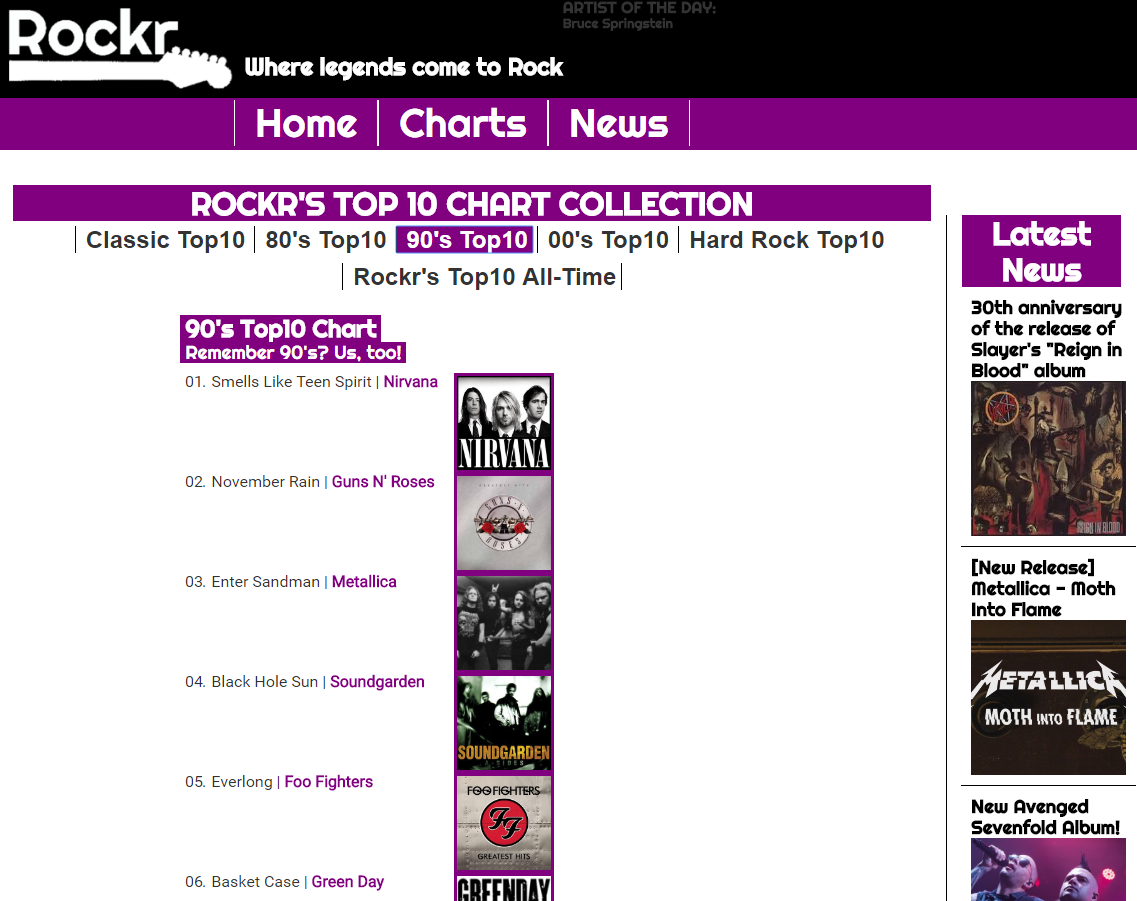 Rockr.
Where legends come to Rock
ARTIST OF THE DAY:
Bruce Springstein
Home
Charts
News
ROCKR'S TOP 10 CHART COLLECTION
Classic Top10
80's Top10
90's Top10
00's Top10
Hard Rock Top10
Rockr's Top10 All-Time
90's Top10 Chart
Remember 90's? Us, too!
01. Smells Like Teen Spirit | Nirvana
NIRVANA
02. November Rain | Guns N' Roses
GREATEST HITS
GUNS N'
ROSES
03. Enter Sandman | Metallica
04. Black Hole Sun | Soundgarden
SOUNDGARDEN
A-SIDES
05. Everlong | Foo Fighters
FOO FIGHTERS
FF
GREATEST HITS
06. Basket Case | Green Day
GREEN DAY
Latest
News
30th anniversary
of the release of
Slayer's "Reign in
Blood" album
REIGN IN BLOOD
[New Release]
Metallica - Moth
Into Flame
METALLICA
MOTH INTO FLAME
New Avenged
Sevenfold Album!